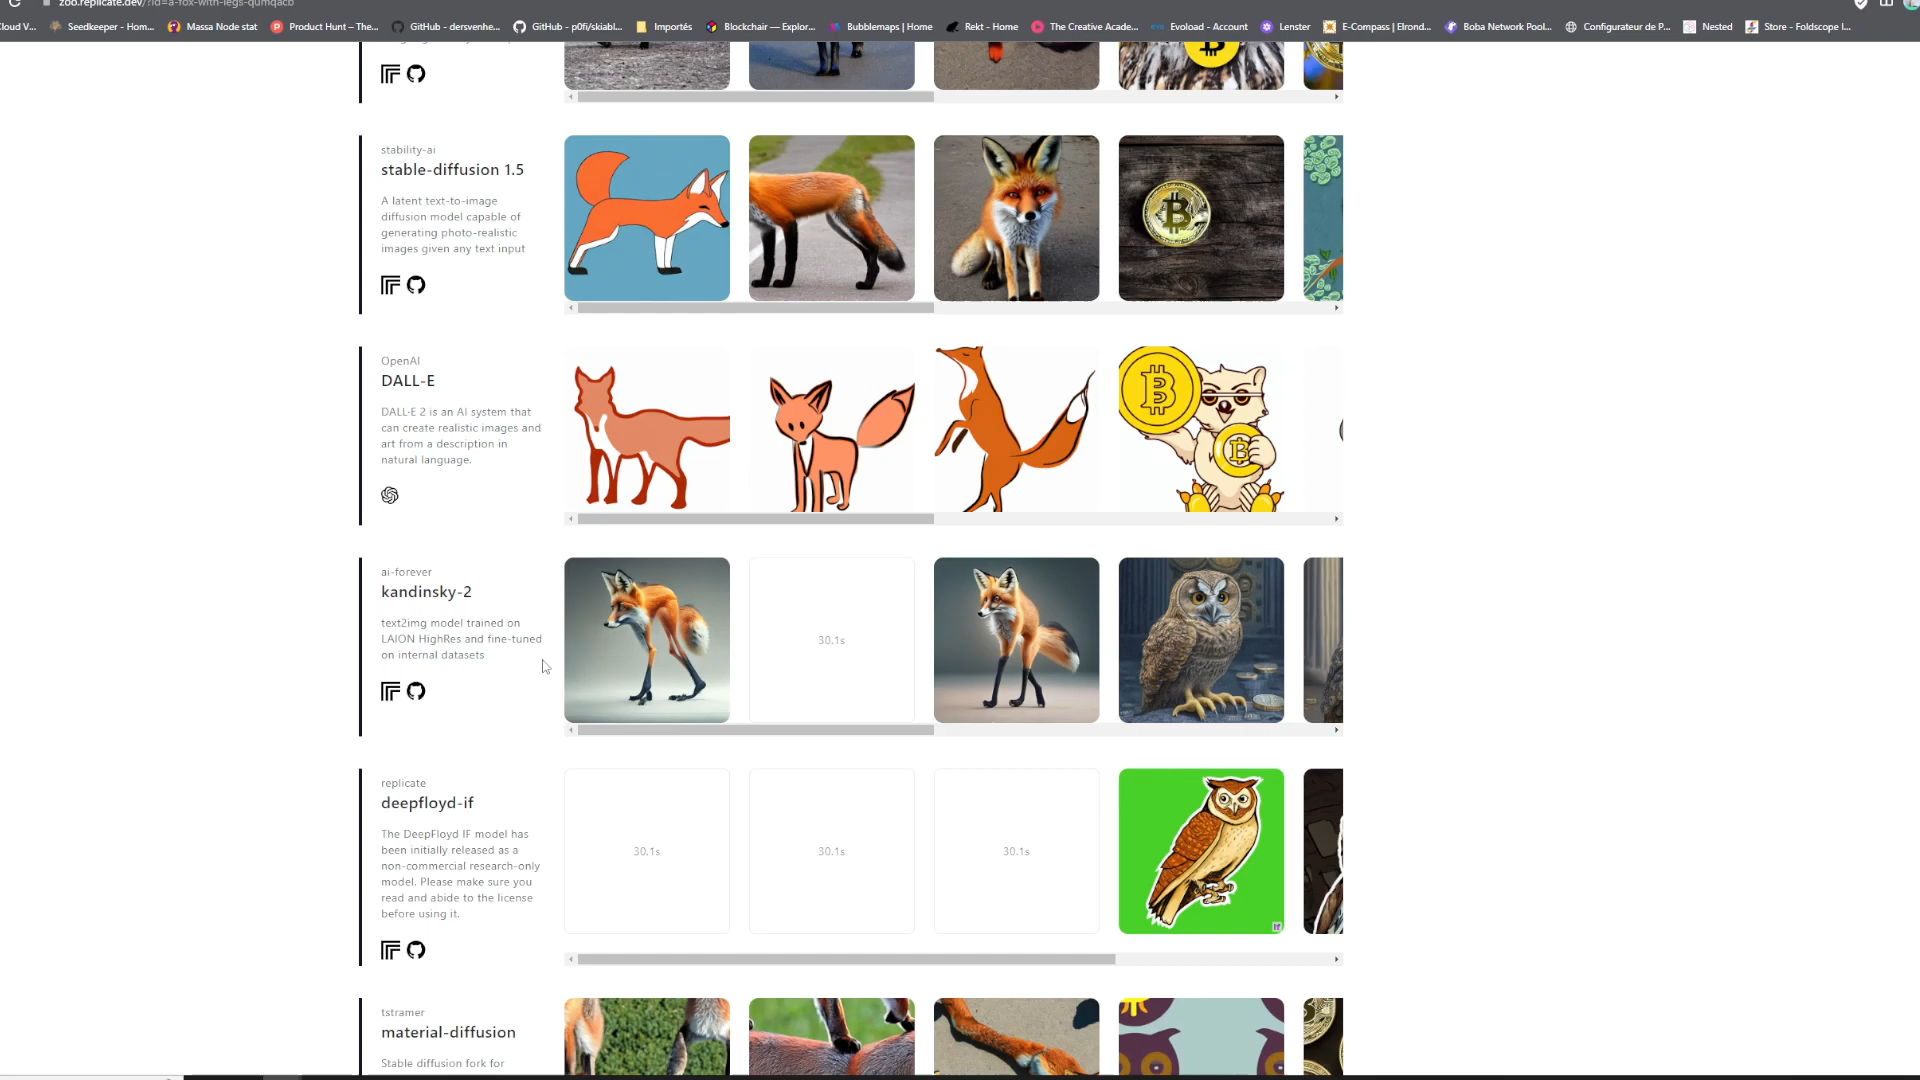 zoo.replicate.dev/?id=a-fox-with-legs-qumqacb
Cloud V... Seedkeeper - Hom... Massa Node stat Product Hunt – The... GitHub - dersvenhe... GitHub - p0fi/skiabl... Importés Blockchair — Explor... Bubblemaps | Home Rekt - Home The Creative Acade... Evoload - Account Lenster E-Compass | Elrond... Boba Network Pool... Configurateur de P... Nested Store - Foldscope I...
stability-ai
stable-diffusion 1.5
A latent text-to-image
diffusion model capable of
generating photo-realistic
images given any text input
OpenAI
DALL-E
DALL·E 2 is an AI system that
can create realistic images and
art from a description in
natural language.
ai-forever
kandinsky-2
text2img model trained on
LAION HighRes and fine-tuned
on internal datasets
30.1s
replicate
deepfloyd-if
The DeepFloyd IF model has
been initially released as a
non-commercial research-only
model. Please make sure you
read and abide to the license
before using it.
30.1s
30.1s
30.1s
tstramer
material-diffusion
Stable diffusion fork for